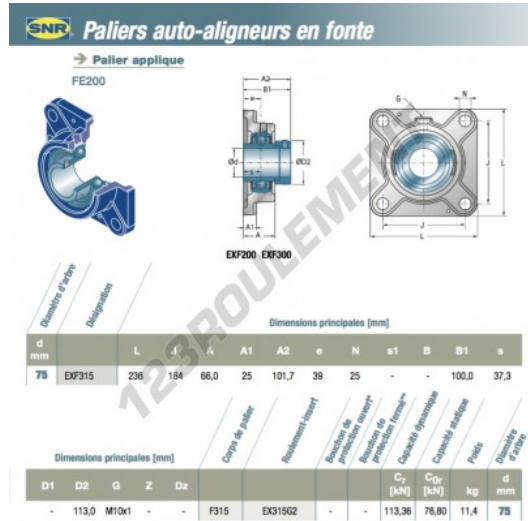 SNR Paliers auto-aligneurs en fonte
Palier applique
FE200
A2
B1
e
Ød
s
ØD2
A1
A
G
N
J
L
J
L
EXF200 EXF300
Diamètre d'arbre
Désignation
Dimensions principales [mm]
d mm L J A A1 A2 e N s1 B B1 s
75 EXF315 236 184 66,0 25 101,7 39 25 - - 100,0 37,3
123ROULEMENT
Dimensions principales [mm]
Corps de palier
Roulement-insert
Bouchon de protection ouvert*
Bouchon de protection fermé**
Capacité dynamique
Capacité statique
Poids
Diamètre d'arbre
D1 D2 G Z Dz Cr [kN] C0r [kN] kg d mm
- 113,0 M10x1 - - F315 EX315G2 - - 113,36 76,80 11,4 75